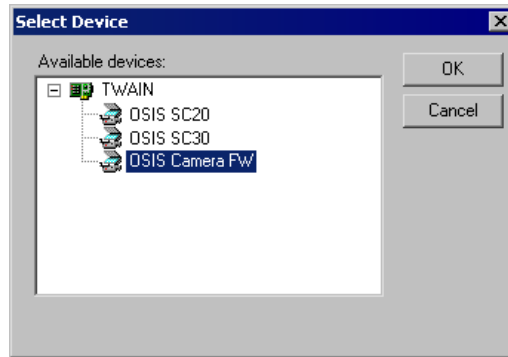 Select Device
Available devices:
OK
TWAIN
Cancel
OSIS SC20
OSIS SC30
OSIS Camera FW